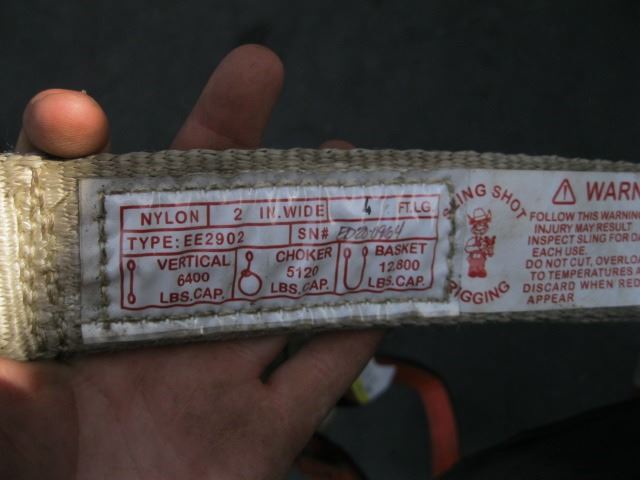 NYLON 2 IN.WIDE 4 FT.LG
TYPE: EE2902 SN#
VERTICAL 6400 LBS.CAP.
CHOKER 5120 LBS.CAP.
BASKET 12800 LBS.CAP.
SLING SHOT
RIGGING
WARN
FOLLOW THIS WARNING
INJURY MAY RESULT
INSPECT SLING FOR DA
EACH USE.
DO NOT CUT, OVERLO
TO TEMPERATURES A
DISCARD WHEN RED
APPEAR